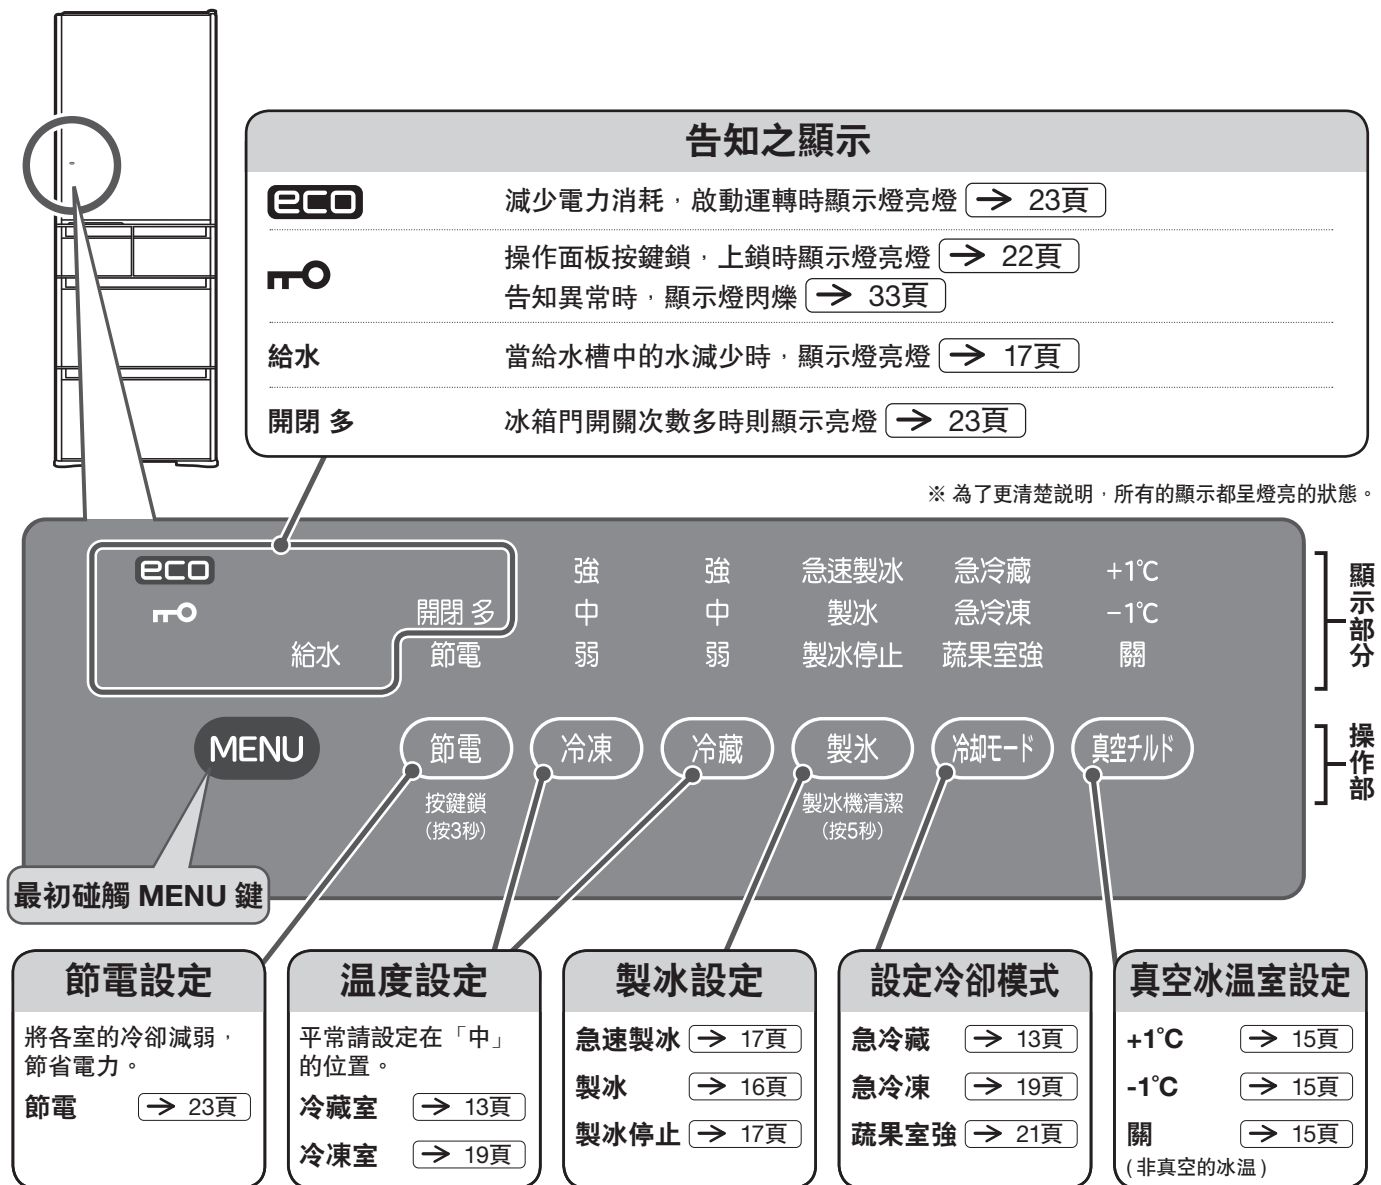 告知之顯示
eco 減少電力消耗，啟動運轉時顯示燈亮燈 → 23頁
操作面板按鍵鎖，上鎖時顯示燈亮燈 → 22頁
告知異常時，顯示燈閃爍 → 33頁
給水 當給水槽中的水減少時，顯示燈亮燈 → 17頁
開閉 多 冰箱門開關次數多時則顯示亮燈 → 23頁
※ 為了更清楚説明，所有的顯示都呈燈亮的狀態。
eco 強 強 急速製冰 急冷藏 +1℃
開閉 多 中 中 製冰 急冷凍 −1℃
給水 節電 弱 弱 製冰停止 蔬果室強 關
顯示部分
MENU 節電 冷凍 冷藏 製氷 冷却モード 真空チルド
操作部
按鍵鎖 製冰機清潔
（按3秒） （按5秒）
最初碰觸 MENU 鍵
節電設定
將各室的冷卻減弱，
節省電力。
節電 → 23頁
温度設定
平常請設定在「中」
的位置。
冷藏室 → 13頁
冷凍室 → 19頁
製冰設定
急速製冰 → 17頁
製冰 → 16頁
製冰停止 → 17頁
設定冷卻模式
急冷藏 → 13頁
急冷凍 → 19頁
蔬果室強 → 21頁
真空冰温室設定
+1℃ → 15頁
-1℃ → 15頁
關 → 15頁
(非真空的冰温)